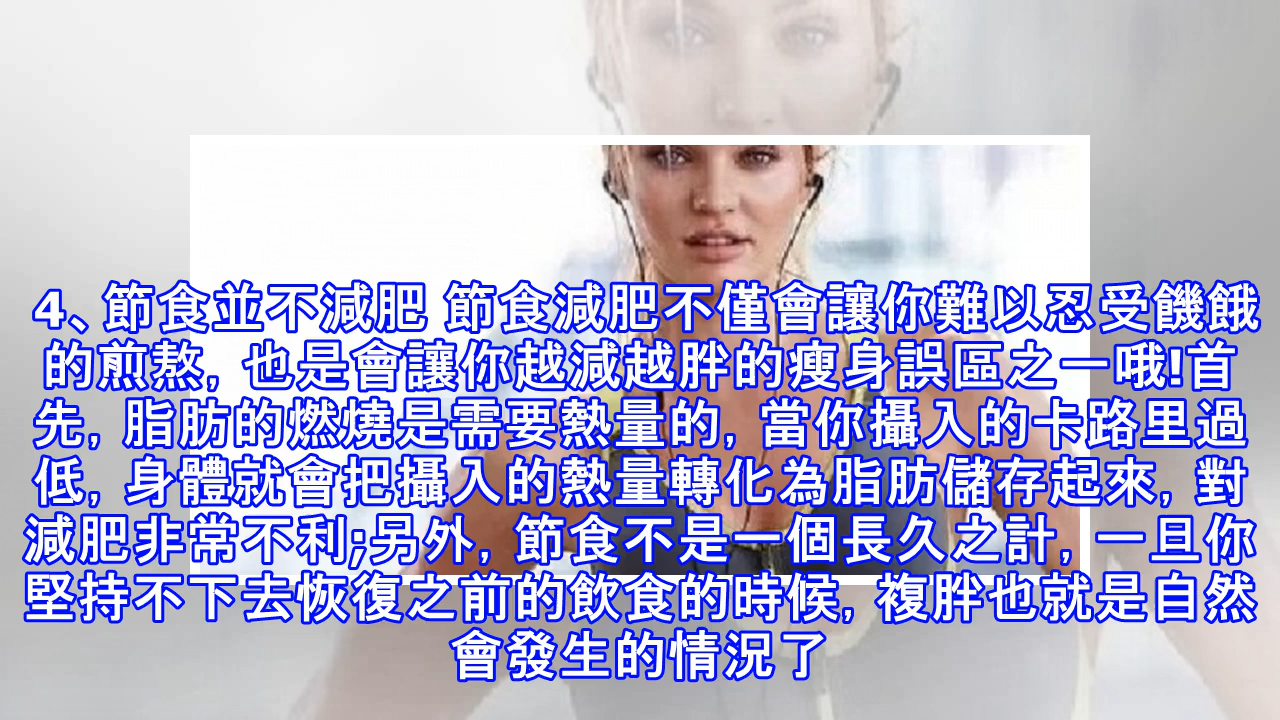 4、節食並不減肥 節食減肥不僅會讓你難以忍受饑餓
的煎熬, 也是會讓你越減越胖的瘦身誤區之一哦!首
先, 脂肪的燃燒是需要熱量的, 當你攝入的卡路里過
低, 身體就會把攝入的熱量轉化為脂肪儲存起來, 對
減肥非常不利;另外, 節食不是一個長久之計, 一旦你
堅持不下去恢復之前的飲食的時候, 複胖也就是自然
會發生的情況了